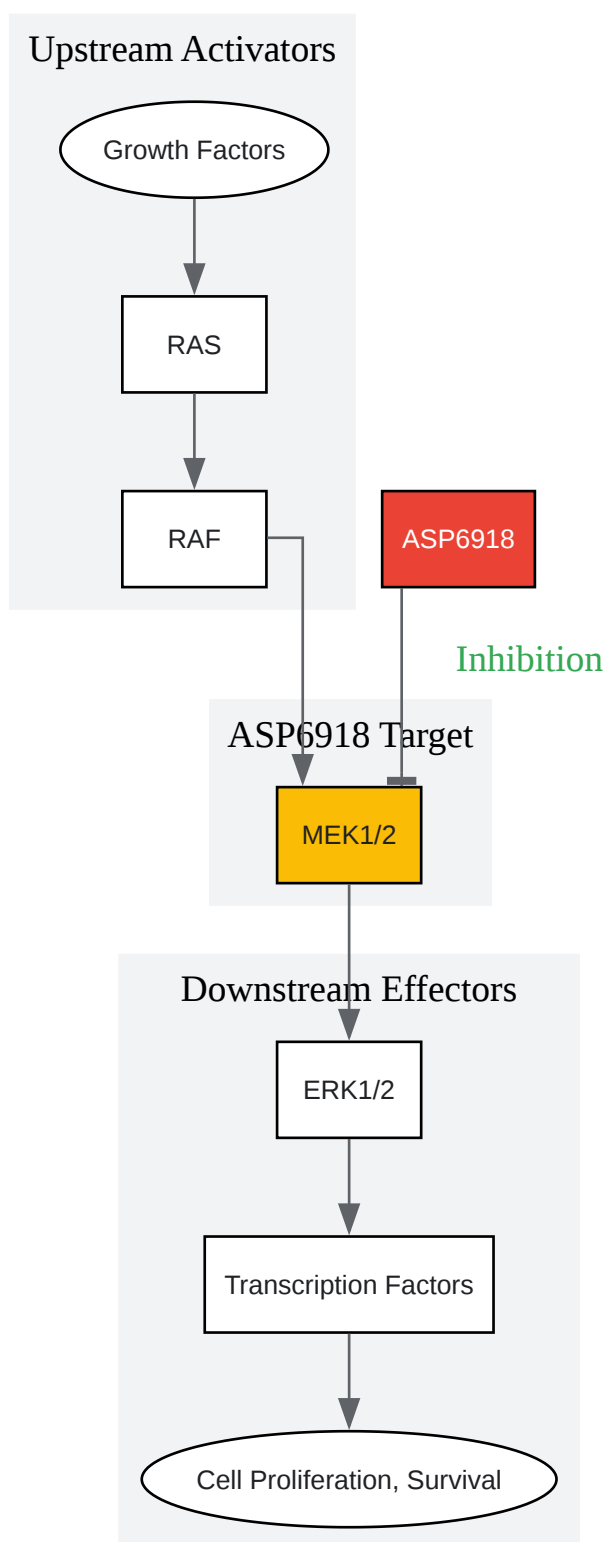 Upstream Activators
Growth Factors
RAS
RAF
ASP6918
Inhibition
ASP6918 Target
MEK1/2
Downstream Effectors
ERK1/2
Transcription Factors
Cell Proliferation, Survival